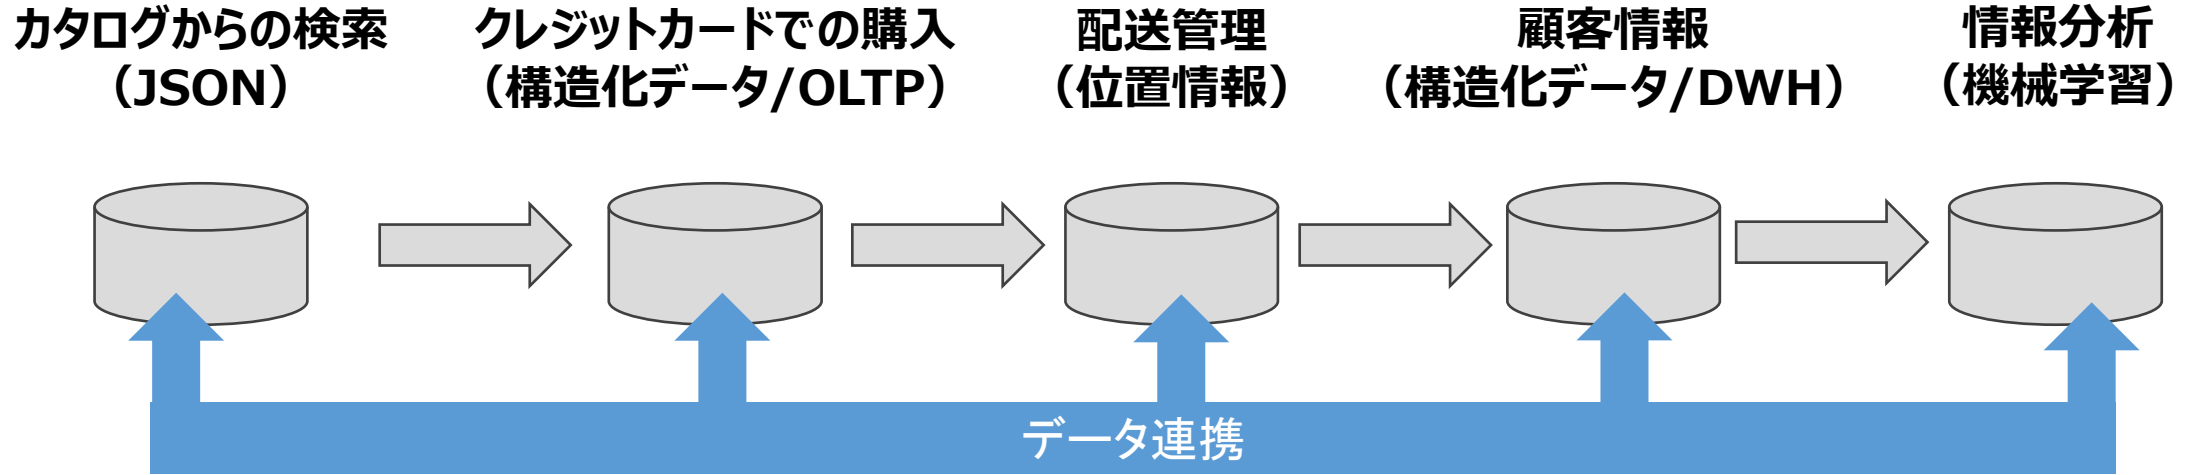 カタログからの検索
（JSON）
クレジットカードでの購入
（構造化データ/OLTP）
配送管理
（位置情報）
顧客情報
（構造化データ/DWH）
情報分析
（機械学習）
データ連携